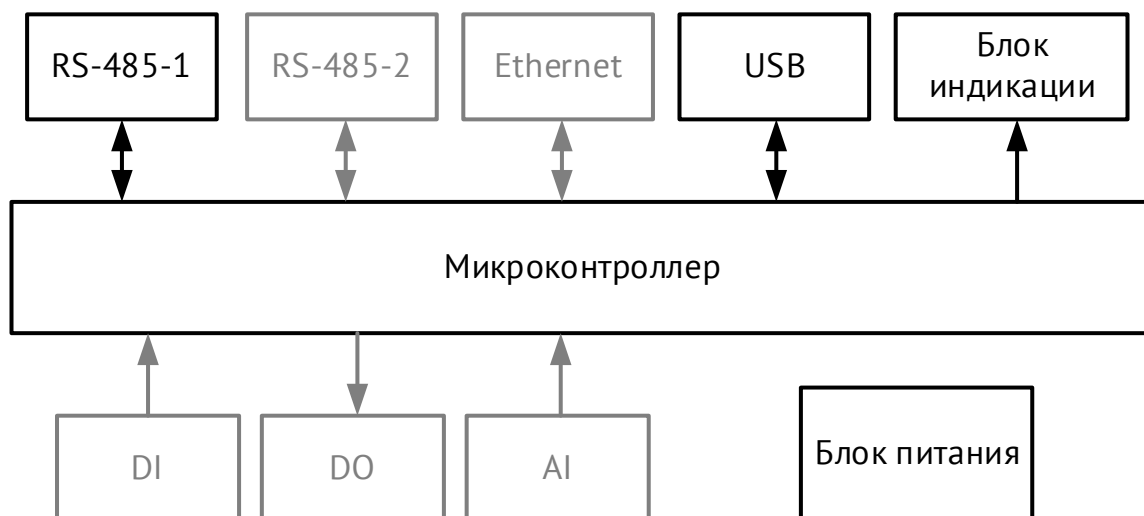 RS-485-1
RS-485-2
Ethernet
USB
Блок
индикации
Микроконтроллер
DI
DO
AI
Блок питания